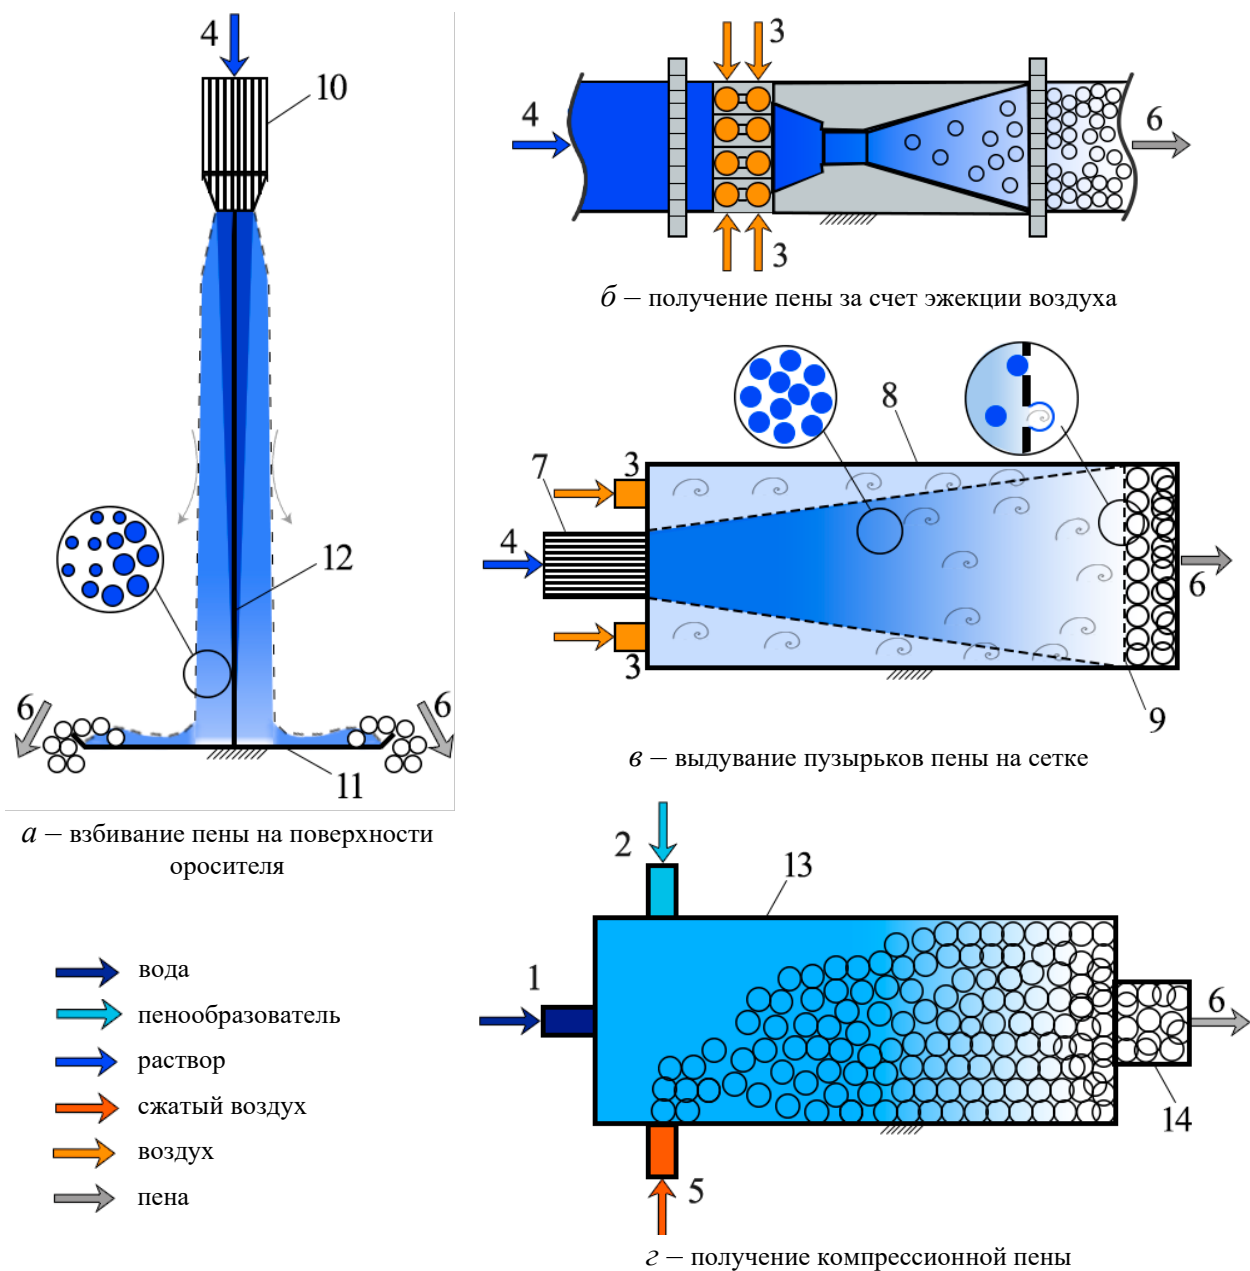 4
10
12
6
6
11
а – взбивание пены на поверхности
оросителя
3
4
6
3
б – получение пены за счет эжекции воздуха
8
7
3
4
6
3
9
в – выдувание пузырьков пены на сетке
2
13
1
6
14
5
г – получение компрессионной пены
вода
пенообразователь
раствор
сжатый воздух
воздух
пена